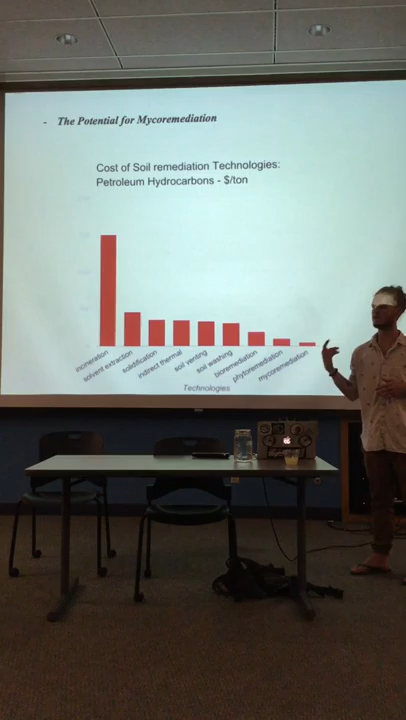 - The Potential for Mycoremediation
Cost of Soil remediation Technologies:
Petroleum Hydrocarbons - $/ton
incineration
solvent extraction
solidification
indirect thermal
soil venting
soil washing
bioremediation
phytoremediation
mycoremediation
Technologies